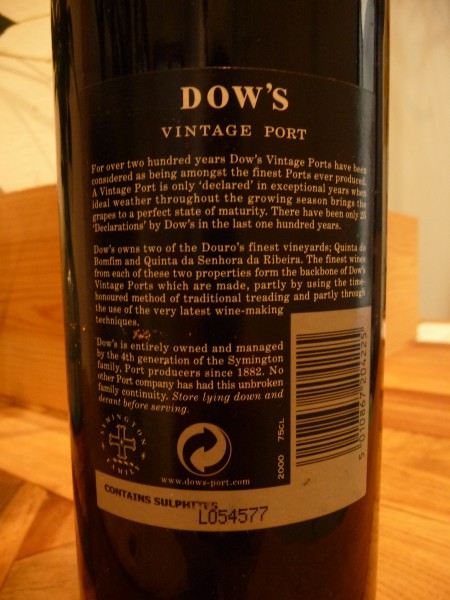 DOW'S
VINTAGE PORT
For over two hundred years Dow's Vintage Ports have been
considered as being amongst the finest Ports ever produced.
A Vintage Port is only 'declared' in exceptional years when
ideal weather throughout the growing season brings the
grapes to a perfect state of maturity. There have been only 25
'Declarations' by Dow's in the last one hundred years.
Dow's owns two of the Douro's finest vineyards; Quinta do
Bomfim and Quinta da Senhora da Ribeira. The finest wines
from each of these two properties form the backbone of Dow's
Vintage Ports which are made, partly by using the time-
honoured method of traditional treading and partly through
the use of the very latest wine-making
techniques.
Dow's is entirely owned and managed
by the 4th generation of the Symington
family, Port producers since 1882. No
other Port company has had this unbroken
family continuity. Store lying down and
decant before serving.
SYMINGTON
FAMILY
www.dows-port.com
2000 75cL
5 010867 204225
CONTAINS SULPHITES
L054577